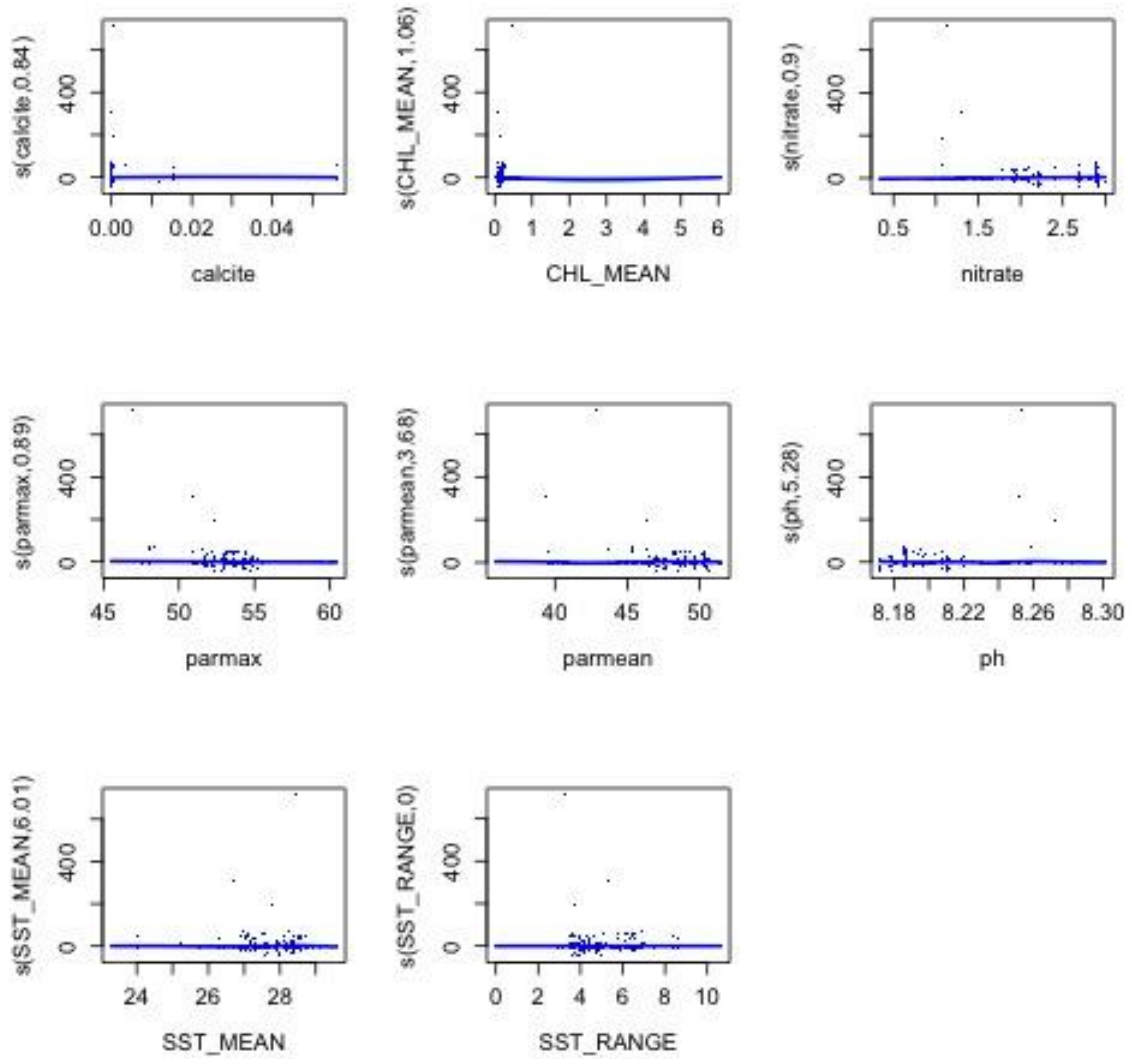 s(calcite,0.84)
400
0
0.00 0.02 0.04
calcite
s(CHL_MEAN,1.06)
400
0
0 1 2 3 4 5 6
CHL_MEAN
s(nitrate,0.9)
400
0
0.5 1.5 2.5
nitrate
s(parmax,0.89)
400
0
45 50 55 60
parmax
s(parmean,3.68)
400
0
40 45 50
parmean
s(ph,5.28)
400
0
8.18 8.22 8.26 8.30
ph
s(SST_MEAN,6.01)
400
0
24 26 28
SST_MEAN
s(SST_RANGE,0)
400
0
0 2 4 6 8 10
SST_RANGE